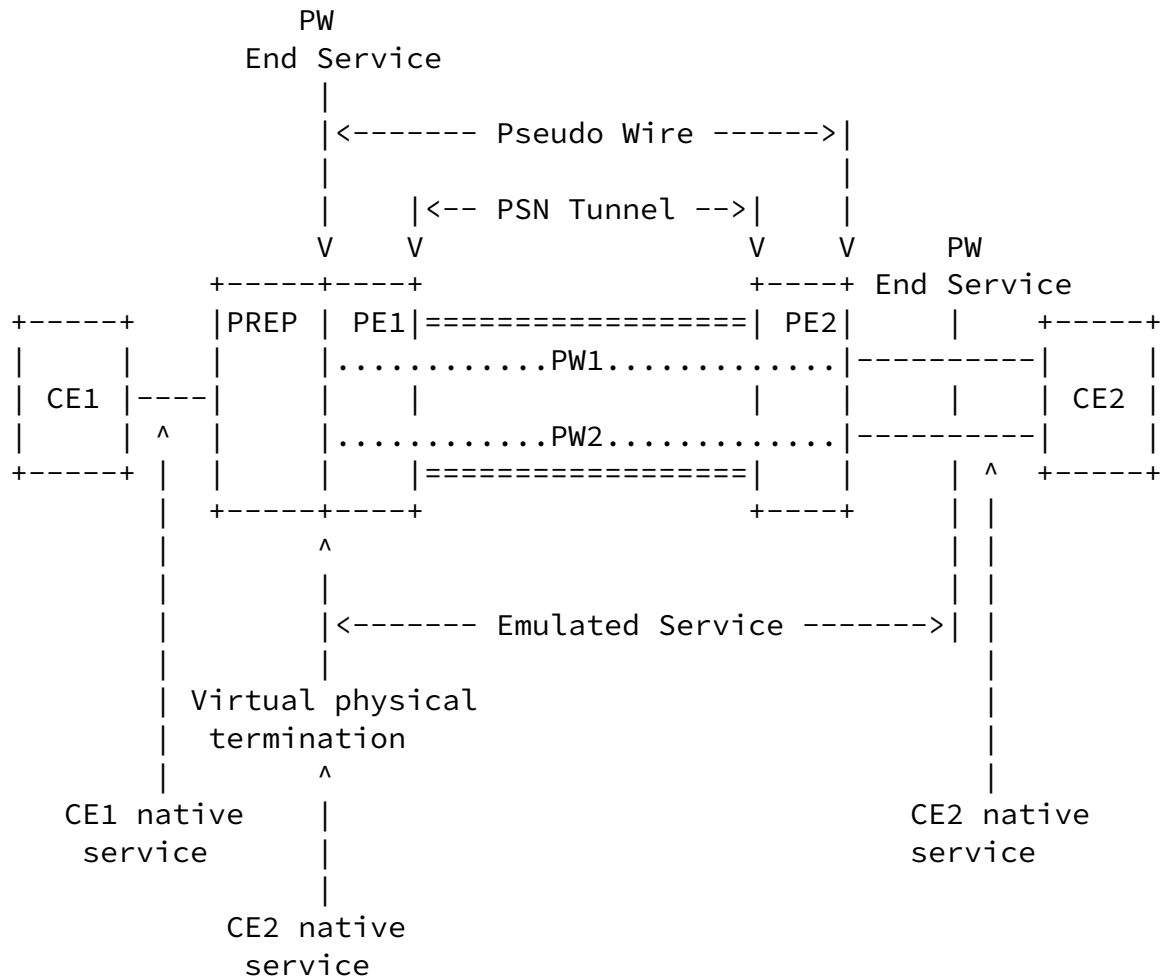 PW
End Service
|
|<------- Pseudo Wire ------>|
|                            |
|    |<-- PSN Tunnel -->|    |
V    V                  V    V     PW
+-----+----+                  +----+ End Service
+-----+    |PREP | PE1|==================| PE2|     |    +-----+
|     |    |     |............PW1.............|----------|     |
| CE1 |----|     |    |                  |    |     |    | CE2 |
|     | ^  |     |............PW2.............|----------|     |
+-----+ |  |     |    |==================|    |     | ^  +-----+
|  +-----+----+                  +----+     | |
|        ^                                  | |
|        |                                  | |
|        |<------- Emulated Service ------->| |
|        |                                    |
| Virtual physical                            |
|  termination                                |
|        ^                                    |
CE1 native    |                                CE2 native
service     |                                service
|
CE2 native
service